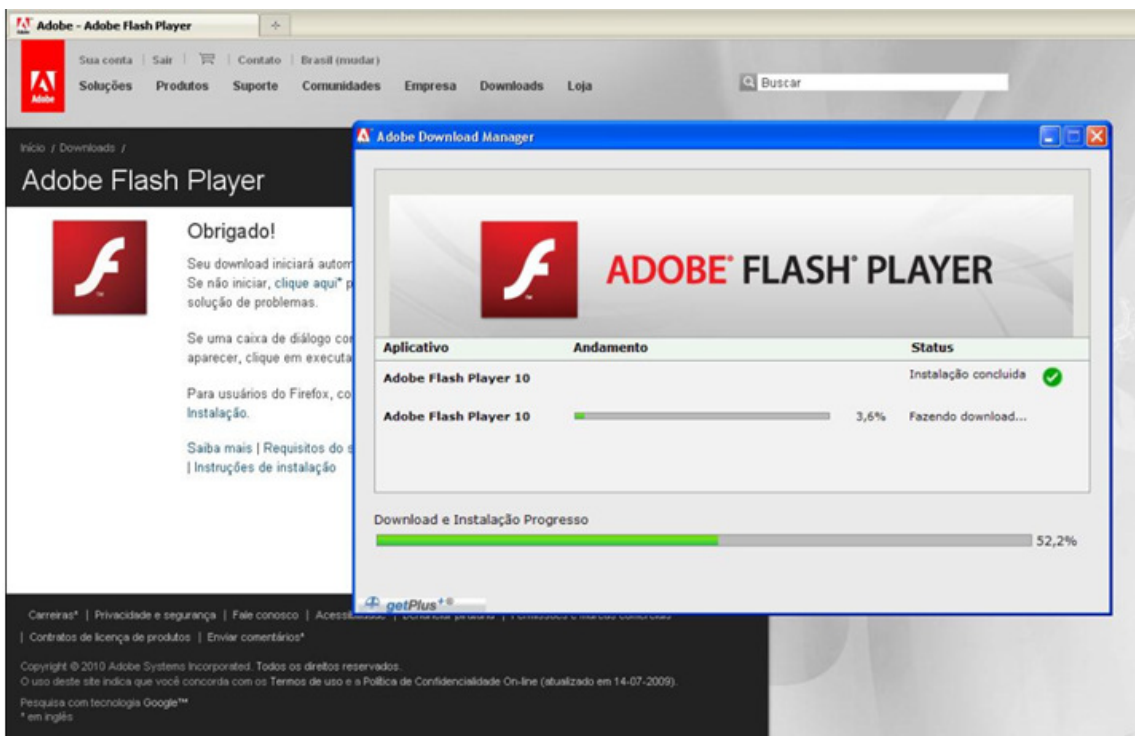 Adobe - Adobe Flash Player
Sua conta | Sair | | Contato | Brasil (mudar)
Adobe
Soluções Produtos Suporte Comunidades Empresa Downloads Loja
Buscar
Início / Downloads /
Adobe Flash Player
Obrigado!
Seu download iniciará autom
Se não iniciar, clique aqui* p
solução de problemas.
Se uma caixa de diálogo co
aparecer, clique em executa
Para usuários do Firefox, co
Instalação.
Saiba mais | Requisitos do s
| Instruções de instalação
Adobe Download Manager
ADOBE® FLASH® PLAYER
Aplicativo Andamento Status
Adobe Flash Player 10 Instalação concluida
Adobe Flash Player 10 3,6% Fazendo download...
Download e Instalação Progresso
52,2%
getPlus+®
Carreiras* | Privacidade e segurança | Fale conosco |
| Contratos de licença de produtos | Enviar comentários*
Copyright © 2010 Adobe Systems Incorporated. Todos os direitos reservados.
O uso deste site indica que você concorda com os Termos de uso e a Política de Confidencialidade On-line (atualizado em 14-07-2009).
Pesquisa com tecnologia Google™
* em inglês